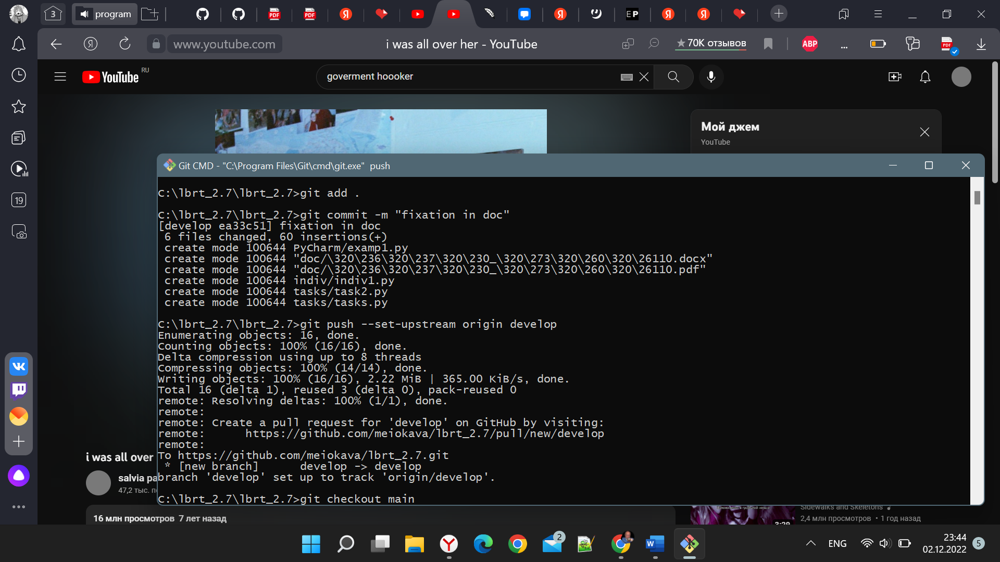 3
program
PDF
PDF
EP
www.youtube.com
i was all over her - YouTube
★ 70K отзывов
ABP
...
PDF
YouTube RU
goverment hoooker
Мой джем
YouTube
19
Git CMD - "C:\Program Files\Git\cmd\git.exe"  push
C:\lbrt_2.7\lbrt_2.7>git add .
C:\lbrt_2.7\lbrt_2.7>git commit -m "fixation in doc"
[develop ea33c51] fixation in doc
 6 files changed, 60 insertions(+)
 create mode 100644 PyCharm/examp1.py
 create mode 100644 "doc/\320\236\320\237\320\230_\320\273\320\260\320\26110.docx"
 create mode 100644 "doc/\320\236\320\237\320\230_\320\273\320\260\320\26110.pdf"
 create mode 100644 indiv/indiv1.py
 create mode 100644 tasks/task2.py
 create mode 100644 tasks/tasks.py
C:\lbrt_2.7\lbrt_2.7>git push --set-upstream origin develop
Enumerating objects: 16, done.
Counting objects: 100% (16/16), done.
Delta compression using up to 8 threads
Compressing objects: 100% (14/14), done.
Writing objects: 100% (16/16), 2.22 MiB | 365.00 KiB/s, done.
Total 16 (delta 1), reused 3 (delta 0), pack-reused 0
remote: Resolving deltas: 100% (1/1), done.
remote:
remote: Create a pull request for 'develop' on GitHub by visiting:
remote:      https://github.com/meiokava/lbrt_2.7/pull/new/develop
remote:
To https://github.com/meiokava/lbrt_2.7.git
 * [new branch]      develop -> develop
branch 'develop' set up to track 'origin/develop'.
C:\lbrt_2.7\lbrt_2.7>git checkout main
i was all over
salvia pa
47,2 тыс. п
16 млн просмотров 7 лет назад
Sidewalks and Skeletons
3:29
2,4 млн просмотров • 1 год назад
2
W
ENG
23:44
02.12.2022
5